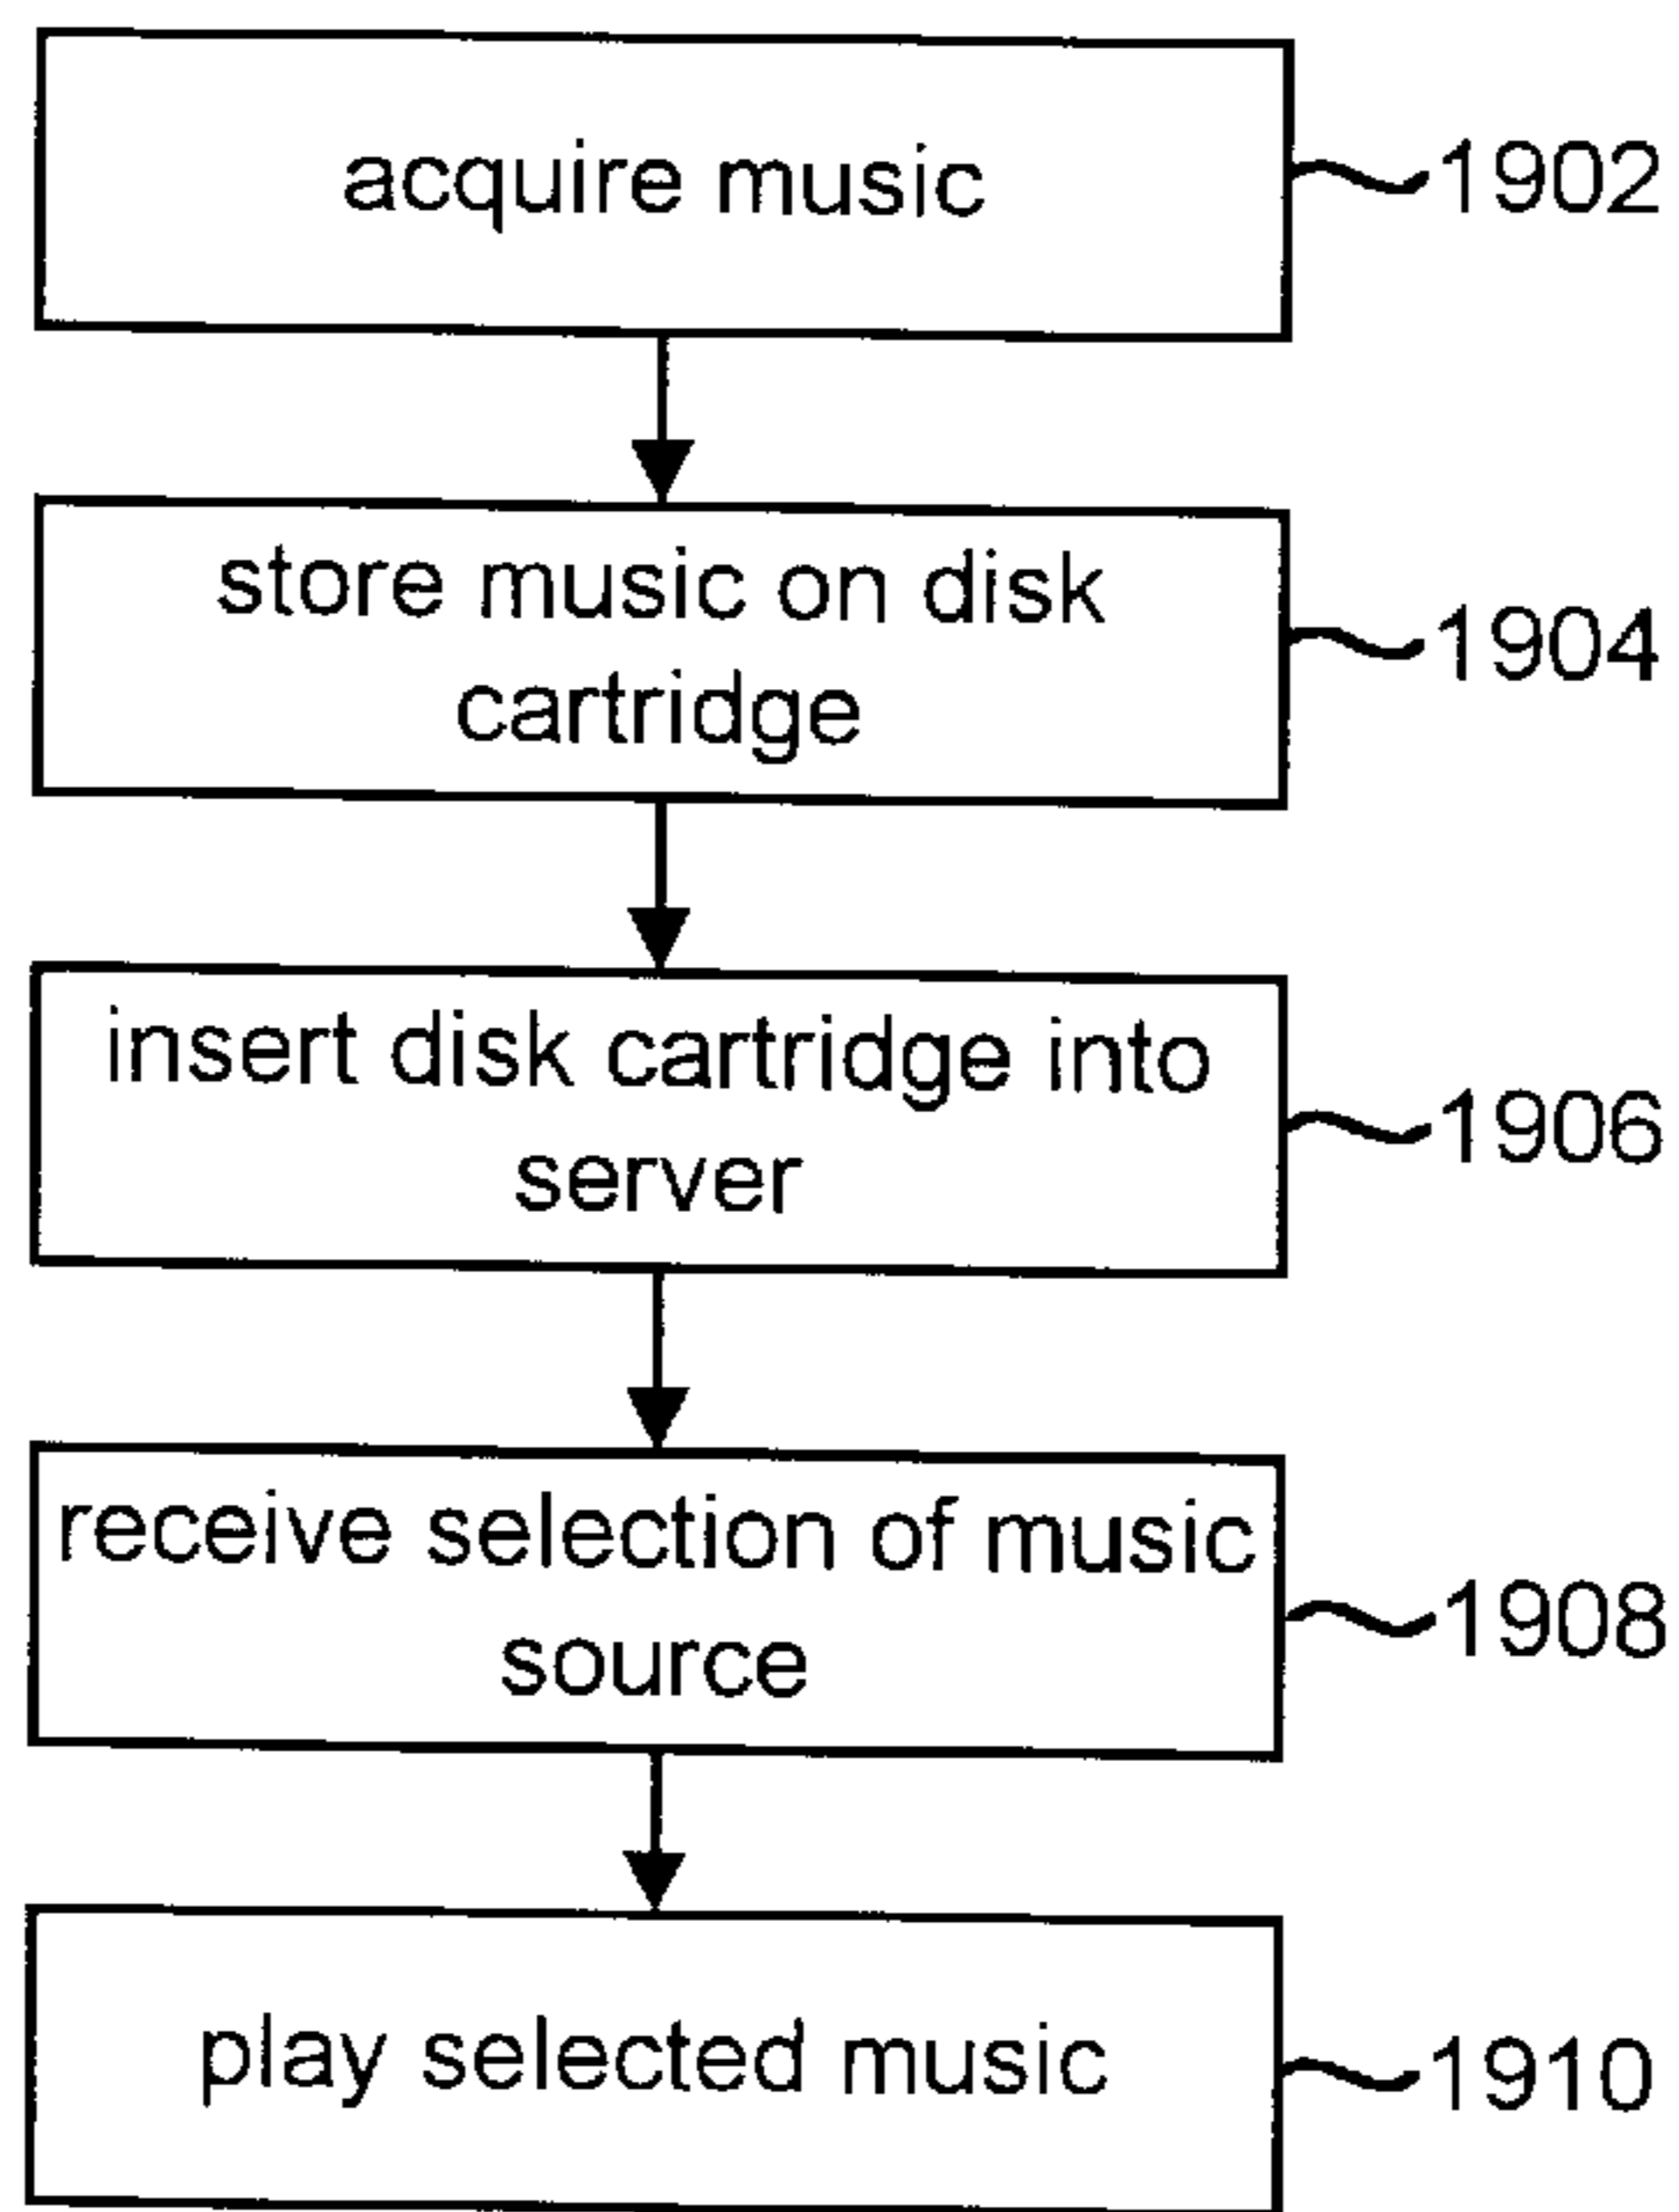 acquire music
1902
store music on disk
cartridge
1904
insert disk cartridge into
server
1906
receive selection of music
source
1908
play selected music
1910